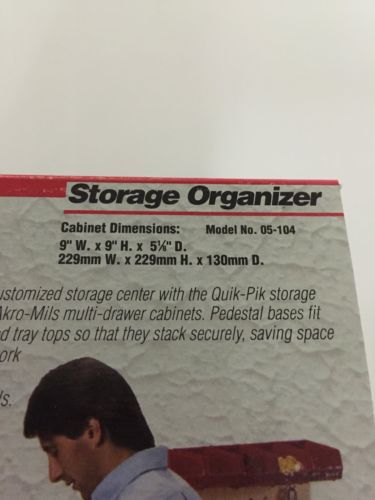 Storage Organizer
Cabinet Dimensions: Model No. 05-104
9" W. x 9" H. x 5⅛" D.
229mm W. x 229mm H. x 130mm D.
ustomized storage center with the Quik-Pik storage
Akro-Mils multi-drawer cabinets. Pedestal bases fit
d tray tops so that they stack securely, saving space
ork
ls.